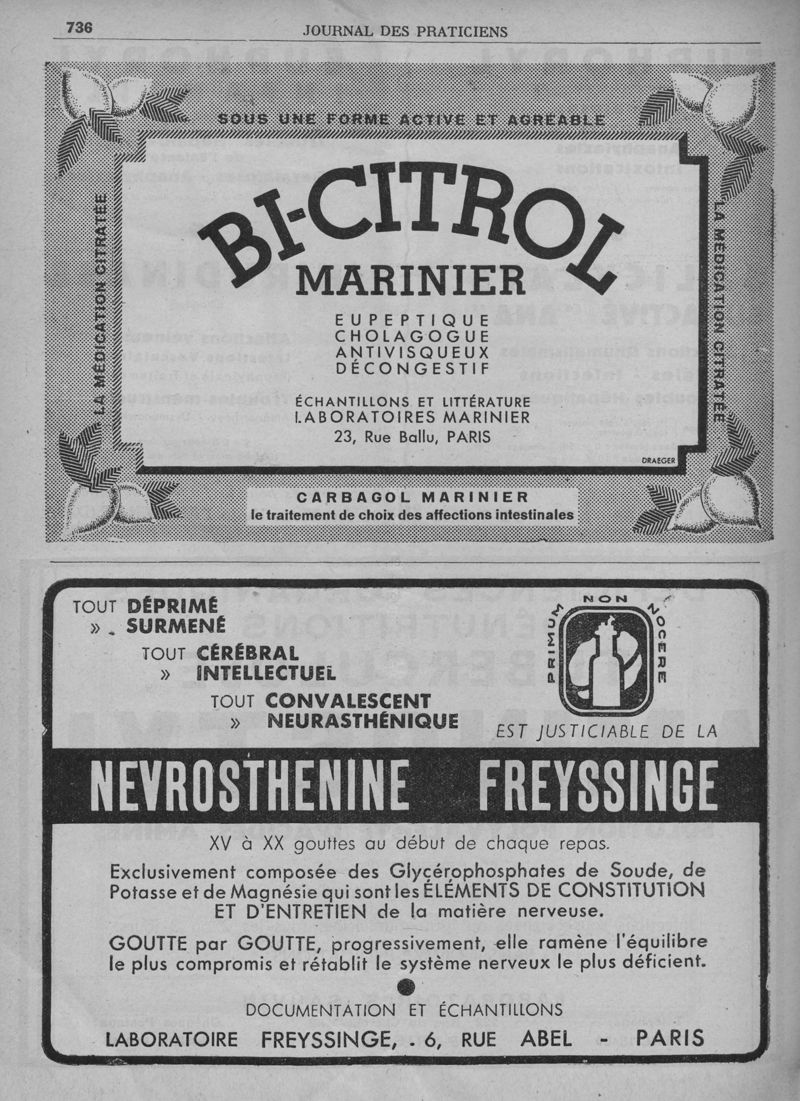 736
JOURNAL DES PRATICIENS
SOUS UNE FORME ACTIVE ET AGRÉABLE
LA MÉDICATION CITRATÉE
BI-CITROL
MARINIER
EUPEPTIQUE
CHOLAGOGUE
ANTIVISQUEUX
DÉCONGESTIF
ÉCHANTILLONS ET LITTÉRATURE
LABORATOIRES MARINIER
23, Rue Ballu, PARIS
DRAEGER
LA MÉDICATION CITRATÉE
CARBAGOL MARINIER
le traitement de choix des affections intestinales
TOUT DÉPRIMÉ
» SURMENÉ
TOUT CÉRÉBRAL
» INTELLECTUEL
TOUT CONVALESCENT
» NEURASTHÉNIQUE
PRIMUM NON NOCERE
EST JUSTICIABLE DE LA
NEVROSTHENINE FREYSSINGE
XV à XX gouttes au début de chaque repas.
Exclusivement composée des Glycérophosphates de Soude, de
Potasse et de Magnésie qui sont les ÉLÉMENTS DE CONSTITUTION
ET D'ENTRETIEN de la matière nerveuse.
GOUTTE par GOUTTE, progressivement, elle ramène l'équilibre
le plus compromis et rétablit le système nerveux le plus déficient.
DOCUMENTATION ET ÉCHANTILLONS
LABORATOIRE FREYSSINGE, . 6, RUE ABEL - PARIS